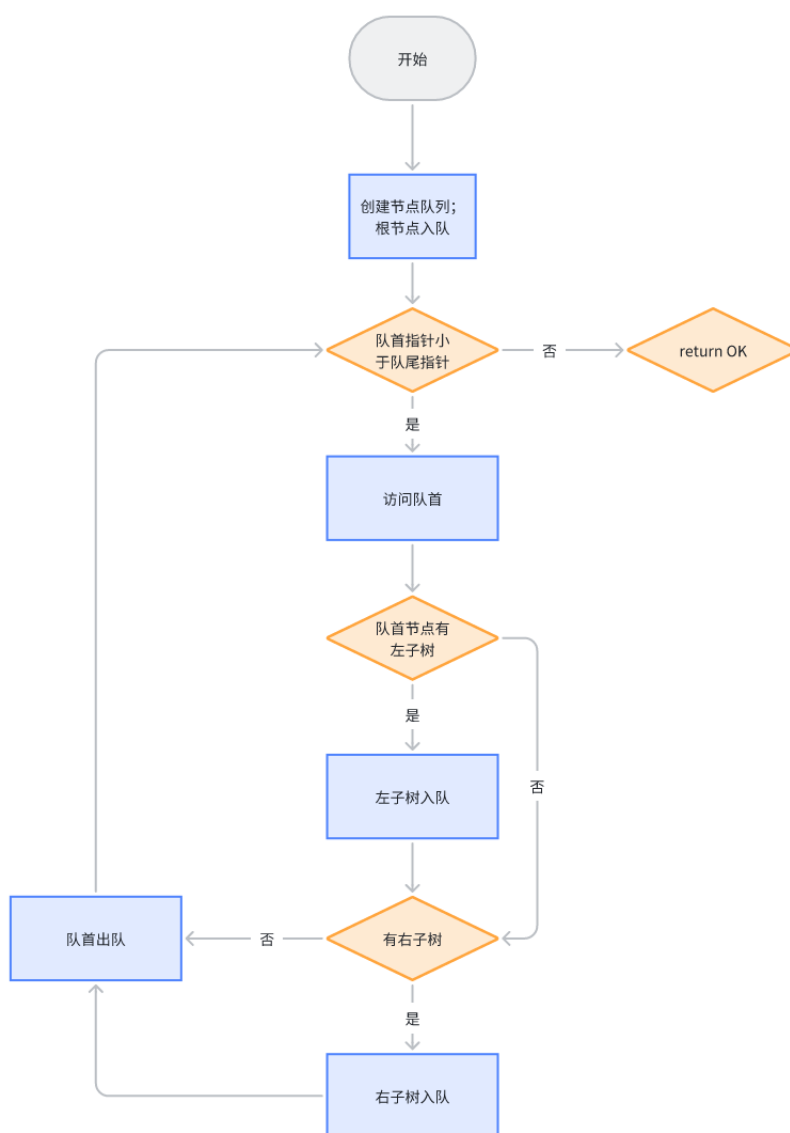 开始
创建节点队列；
根节点入队
队首指针小
于队尾指针
否
return OK
是
访问队首
队首节点有
左子树
是
左子树入队
否
队首出队
否
有右子树
是
右子树入队